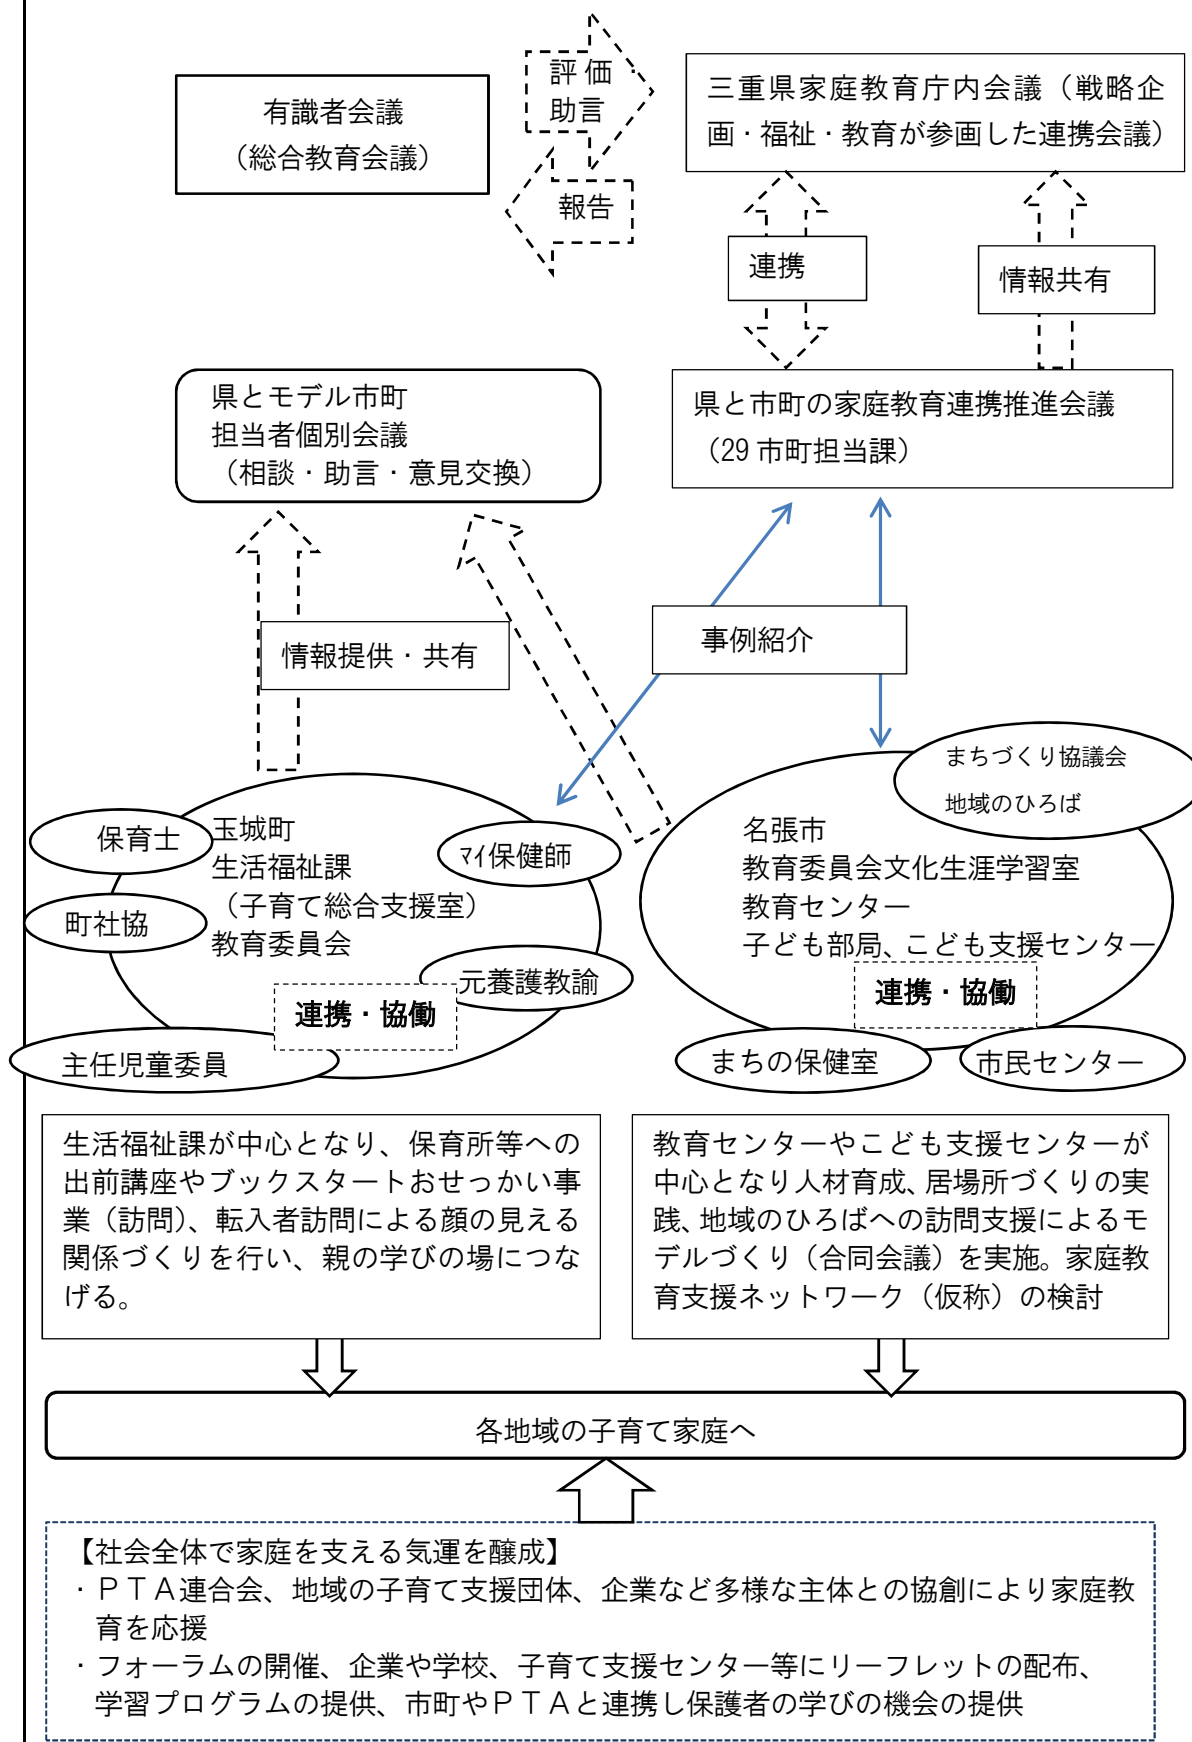 有識者会議
（総合教育会議）
評価
助言
報告
三重県家庭教育庁内会議（戦略企
画・福祉・教育が参画した連携会議）
連携
情報共有
県とモデル市町
担当者個別会議
（相談・助言・意見交換）
県と市町の家庭教育連携推進会議
（29市町担当課）
情報提供・共有
事例紹介
保育士
町社協
玉城町
生活福祉課
（子育て総合支援室）
教育委員会
ﾏｲ保健師
元養護教諭
連携・協働
主任児童委員
まちづくり協議会
地域のひろば
名張市
教育委員会文化生涯学習室
教育センター
子ども部局、こども支援センター
連携・協働
まちの保健室
市民センター
生活福祉課が中心となり、保育所等への
出前講座やブックスタートおせっかい事
業（訪問）、転入者訪問による顔の見える
関係づくりを行い、親の学びの場につな
げる。
教育センターやこども支援センターが
中心となり人材育成、居場所づくりの実
践、地域のひろばへの訪問支援によるモ
デルづくり（合同会議）を実施。家庭教
育支援ネットワーク（仮称）の検討
各地域の子育て家庭へ
【社会全体で家庭を支える気運を醸成】
・ＰＴＡ連合会、地域の子育て支援団体、企業など多様な主体との協創により家庭教
育を応援
・フォーラムの開催、企業や学校、子育て支援センター等にリーフレットの配布、
学習プログラムの提供、市町やＰＴＡと連携し保護者の学びの機会の提供